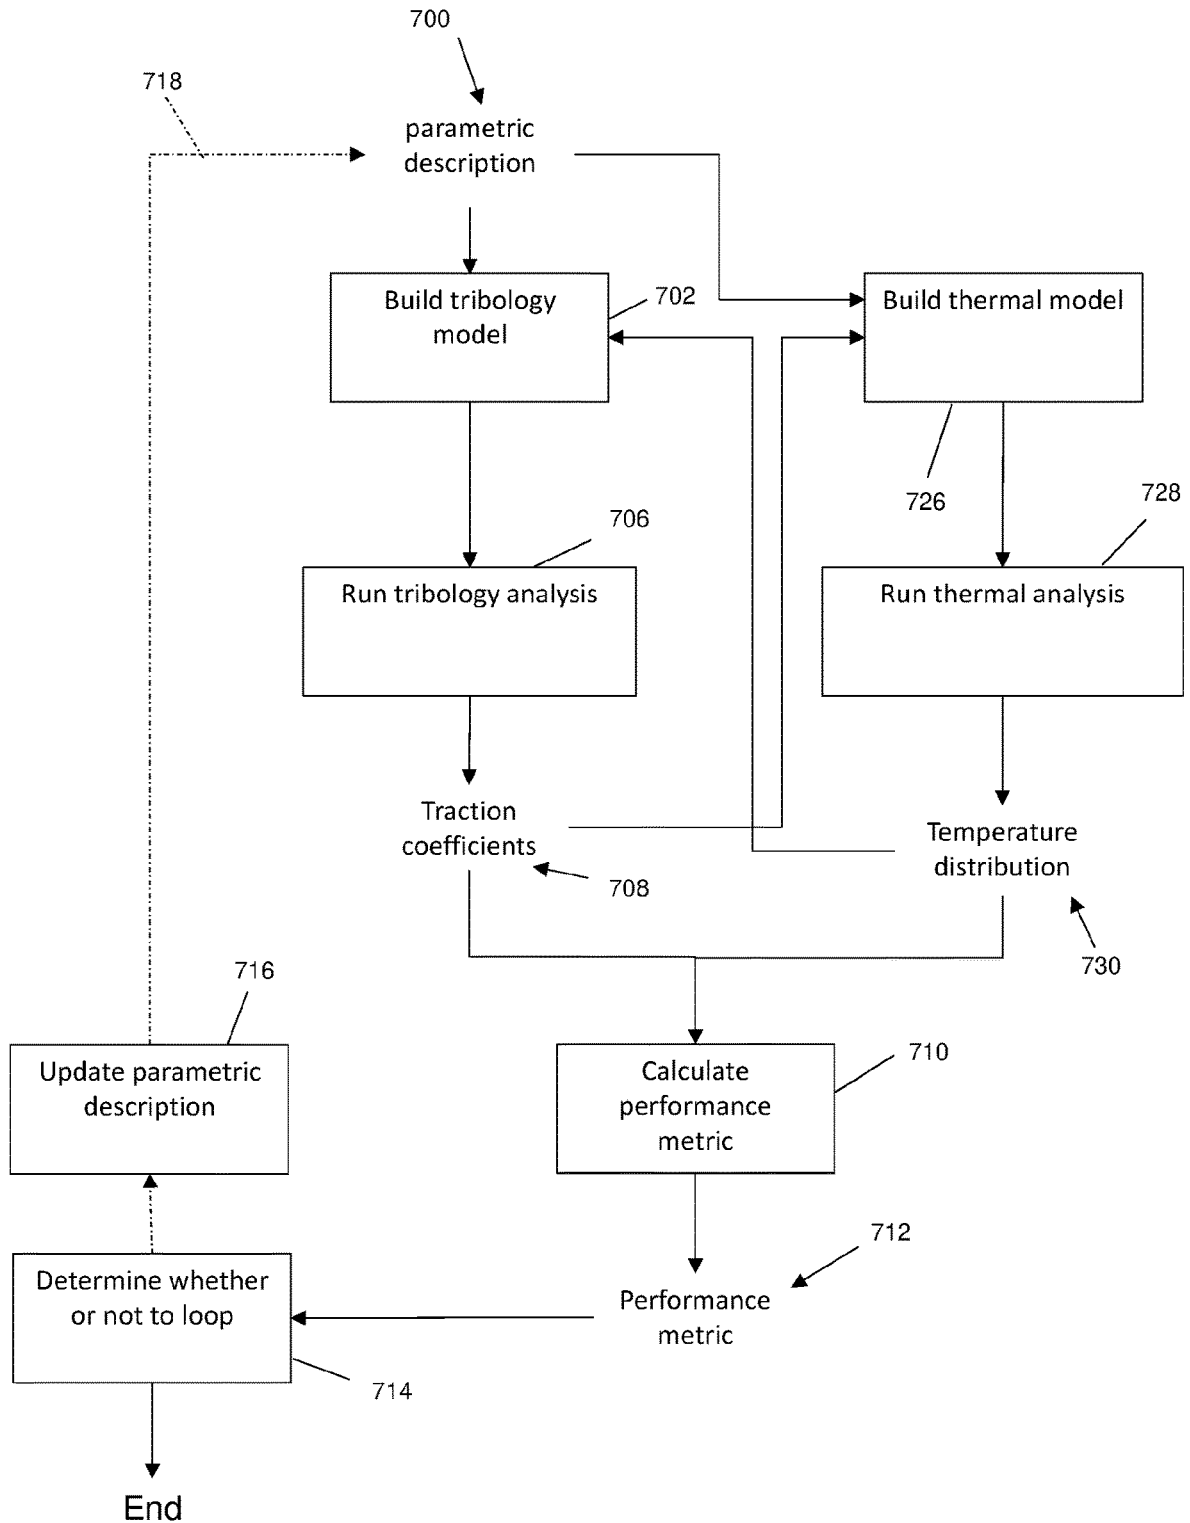 700
718
parametric
description
Build tribology
model
702
Build thermal model
726
728
706
Run tribology analysis
Run thermal analysis
Traction
coefficients
708
Temperature
distribution
730
716
Update parametric
description
Calculate
performance
metric
710
712
Determine whether
or not to loop
Performance
metric
714
End